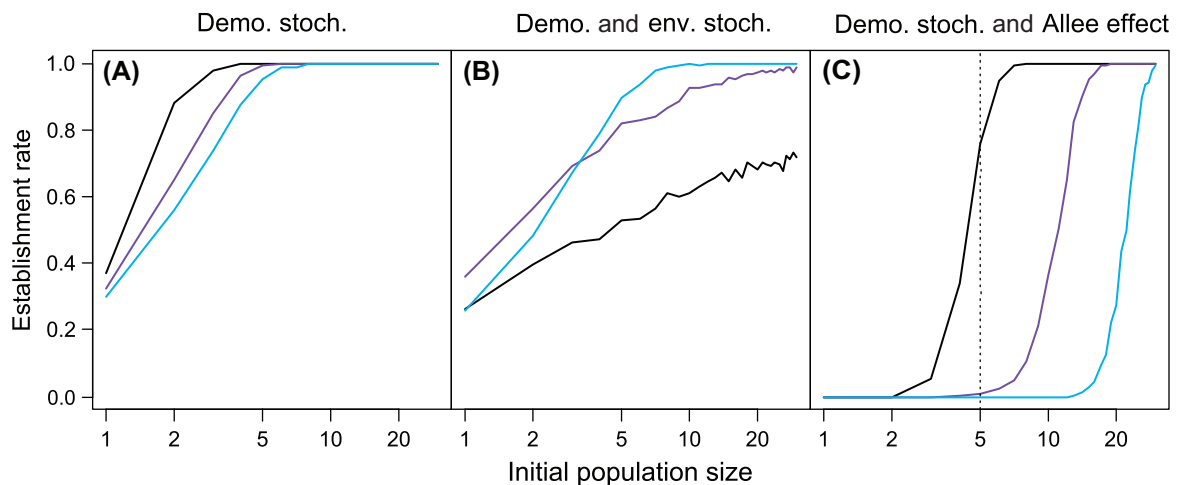 Demo. stoch.
Demo. and env. stoch.
Demo. stoch. and Allee effect
(A)
(B)
(C)
Establishment rate
1.0
0.8
0.6
0.4
0.2
0.0
1 2 5 10 20
1 2 5 10 20
1 2 5 10 20
Initial population size